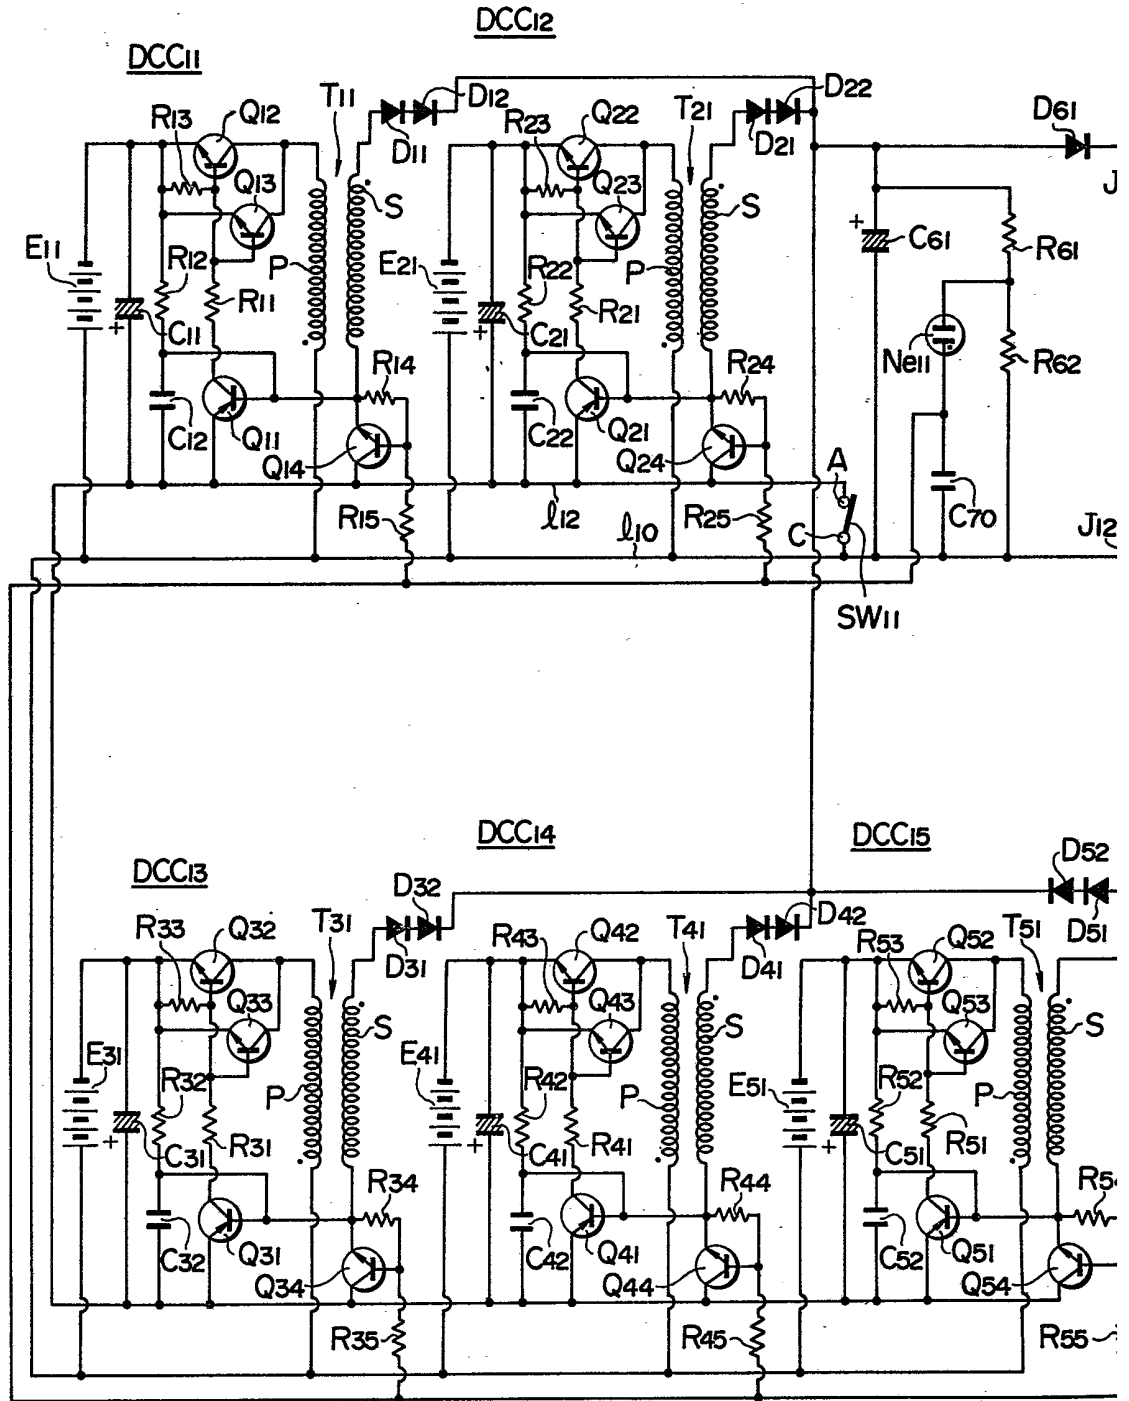 DCC12
DCC11
T11
D12
D22
R13
Q12
D11
R23
Q22
T21
D21
D61
Q13
S
Q23
S
J
E11
R12
P
E21
R22
P
+
C61
R61
R11
R21
+
C11
+
C21
Ne11
R62
R14
R24
C12
Q11
C22
Q21
Q14
Q24
A
R15
l12
R25
C
C70
l10
J12
SW11
DCC14
DCC15
DCC13
D52
D32
D42
D51
R33
Q32
T31
D31
R43
Q42
T41
D41
R53
Q52
T51
Q33
S
Q43
S
Q53
S
E31
R32
P
E41
R42
P
E51
R52
P
R31
R41
R51
+
C31
+
C41
+
C51
R34
R44
R54
C32
Q31
C42
Q41
C52
Q51
Q34
Q44
Q54
R35
R45
R55